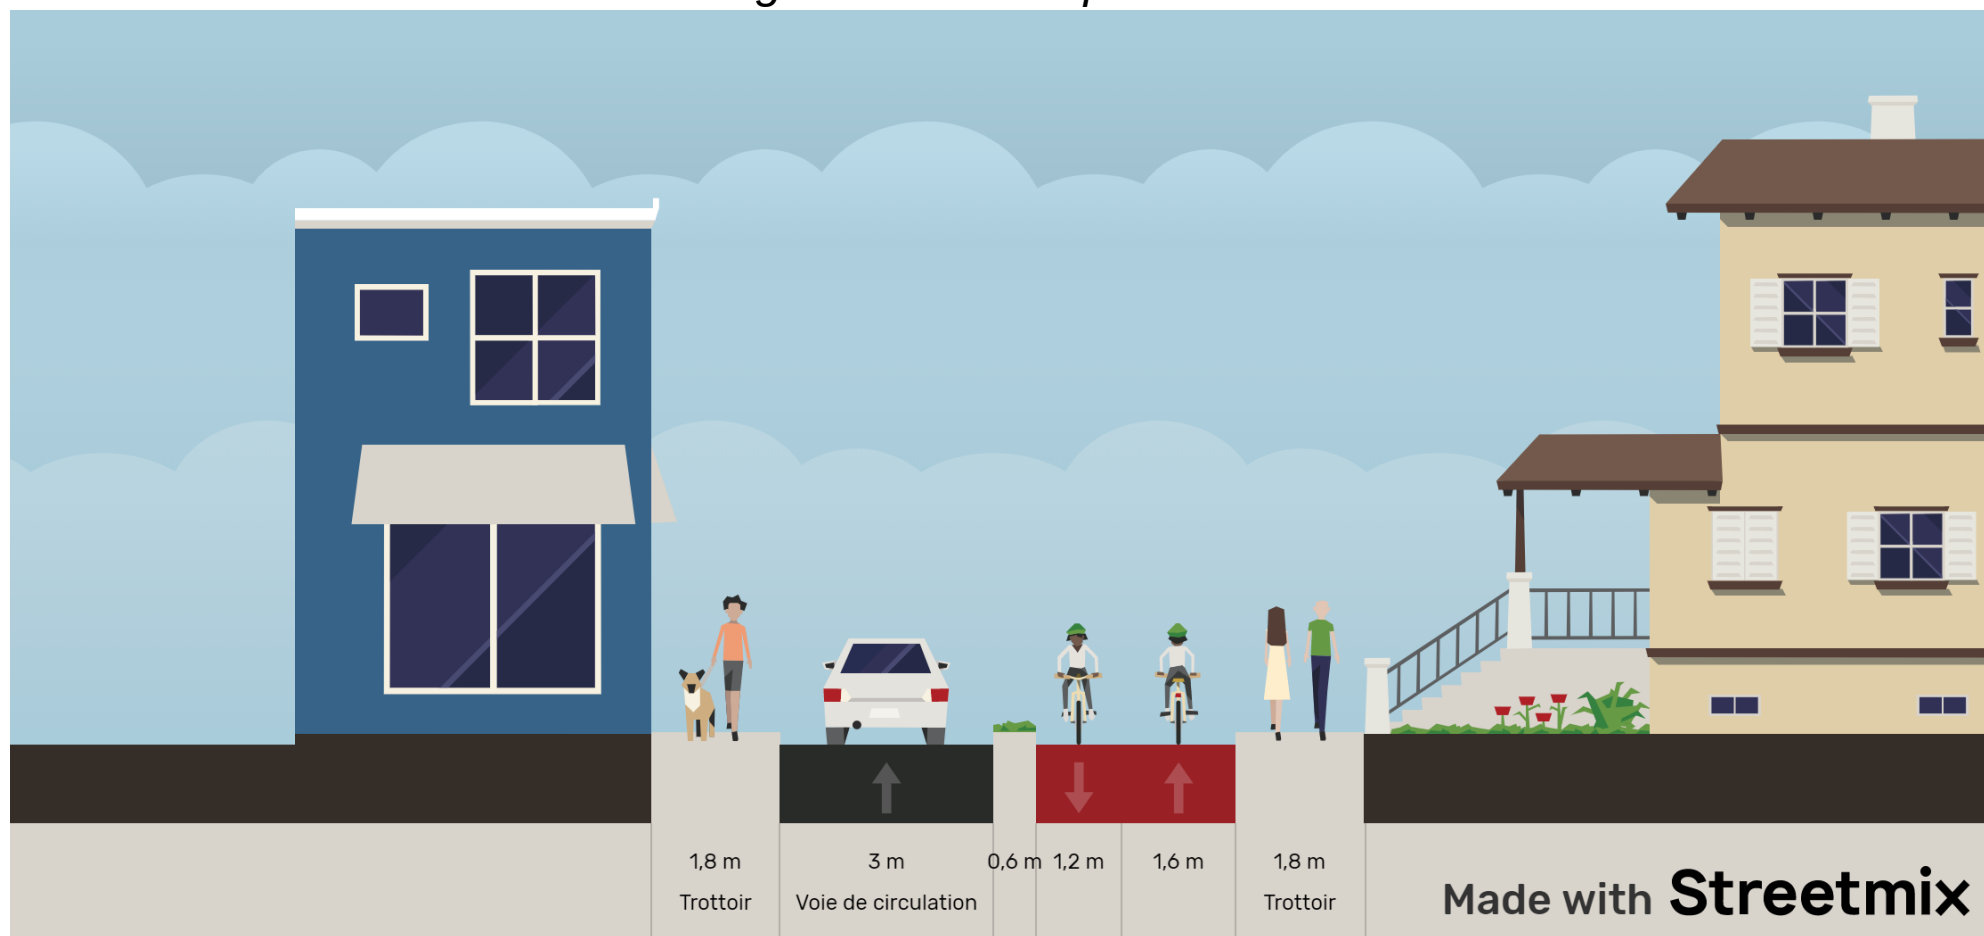 1,8 m
3 m
0,6 m
1,2 m
1,6 m
1,8 m
Trottoir
Voie de circulation
Trottoir
Made with Streetmix